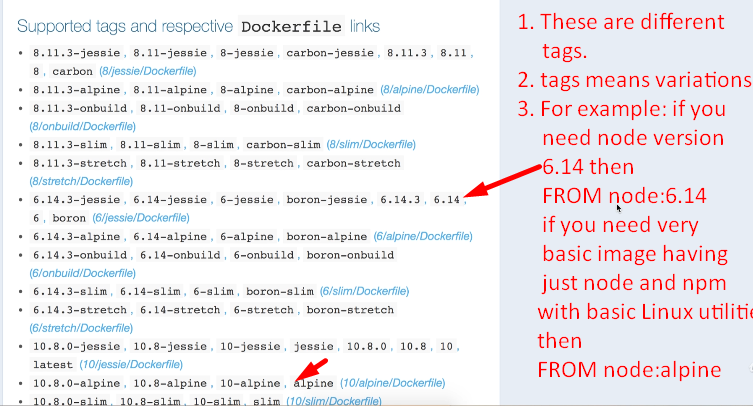 Supported tags and respective Dockerfile links
8.11.3-jessie, 8.11-jessie, 8-jessie, carbon-jessie, 8.11.3, 8.11,
8, carbon (8/jessie/Dockerfile)
8.11.3-alpine, 8.11-alpine, 8-alpine, carbon-alpine (8/alpine/Dockerfile)
8.11.3-onbuild, 8.11-onbuild, 8-onbuild, carbon-onbuild
(8/onbuild/Dockerfile)
8.11.3-slim, 8.11-slim, 8-slim, carbon-slim (8/slim/Dockerfile)
8.11.3-stretch, 8.11-stretch, 8-stretch, carbon-stretch
(8/stretch/Dockerfile)
6.14.3-jessie, 6.14-jessie, 6-jessie, boron-jessie, 6.14.3, 6.14,
6, boron (6/jessie/Dockerfile)
6.14.3-alpine, 6.14-alpine, 6-alpine, boron-alpine (6/alpine/Dockerfile)
6.14.3-onbuild, 6.14-onbuild, 6-onbuild, boron-onbuild
(6/onbuild/Dockerfile)
6.14.3-slim, 6.14-slim, 6-slim, boron-slim (6/slim/Dockerfile)
6.14.3-stretch, 6.14-stretch, 6-stretch, boron-stretch
(6/stretch/Dockerfile)
10.8.0-jessie, 10.8-jessie, 10-jessie, jessie, 10.8.0, 10.8, 10,
latest (10/jessie/Dockerfile)
10.8.0-alpine, 10.8-alpine, 10-alpine, alpine (10/alpine/Dockerfile)
10.8.0-slim, 10.8-slim, 10-slim, slim (10/slim/Dockerfile)
1. These are different
tags.
2. tags means variations
3. For example: if you
need node version
6.14 then
FROM node:6.14
if you need very
basic image having
just node and npm
with basic Linux utilitie
then
FROM node:alpine